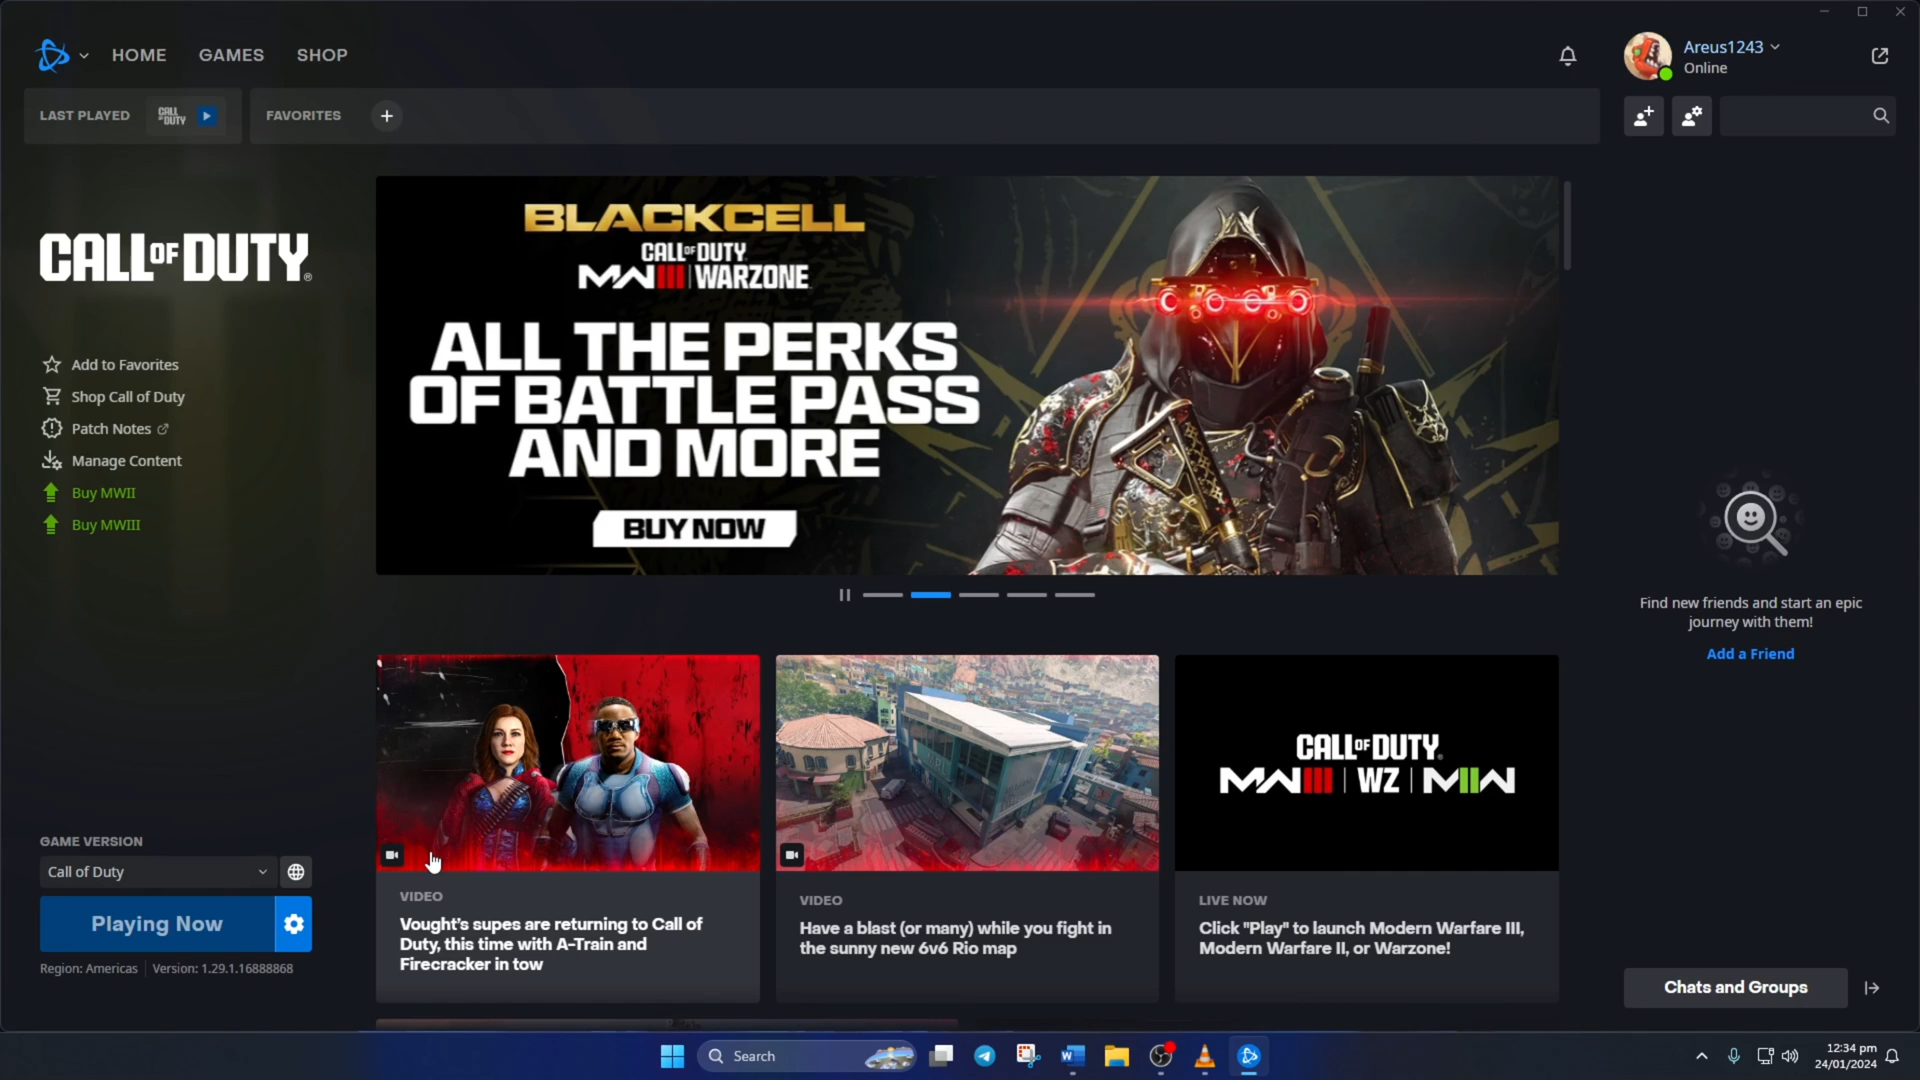 HOME
GAMES
SHOP
Areus1243
Online
LAST PLAYED
CALL OF DUTY
FAVORITES
CALL OF DUTY
Add to Favorites
Shop Call of Duty
Patch Notes
Manage Content
Buy MWII
Buy MWIII
BLACKCELL
CALL OF DUTY
MWIII | WARZONE
ALL THE PERKS
OF BATTLE PASS
AND MORE
BUY NOW
Find new friends and start an epic
journey with them!
Add a Friend
GAME VERSION
Call of Duty
Playing Now
Region: Americas
Version: 1.29.1.16888868
VIDEO
Vought's supes are returning to Call of
Duty, this time with A-Train and
Firecracker in tow
VIDEO
Have a blast (or many) while you fight in
the sunny new 6v6 Rio map
CALL OF DUTY
MWIII | WZ | MWII
LIVE NOW
Click "Play" to launch Modern Warfare III,
Modern Warfare II, or Warzone!
Chats and Groups
Search
12:34 pm
24/01/2024